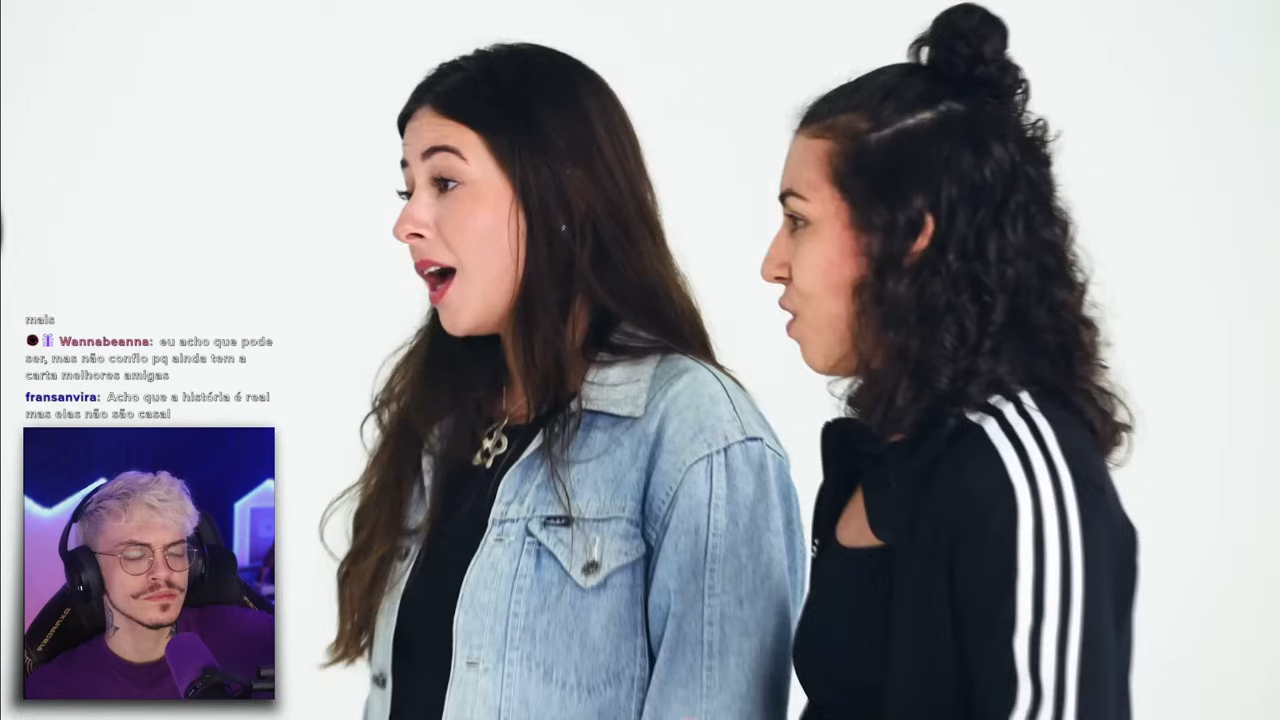 mais
Wannabeanna: eu acho que pode
ser, mas não confio pq ainda tem a
carta melhores amigas
fransanvira: Acho que a história é real
mas elas não são casal